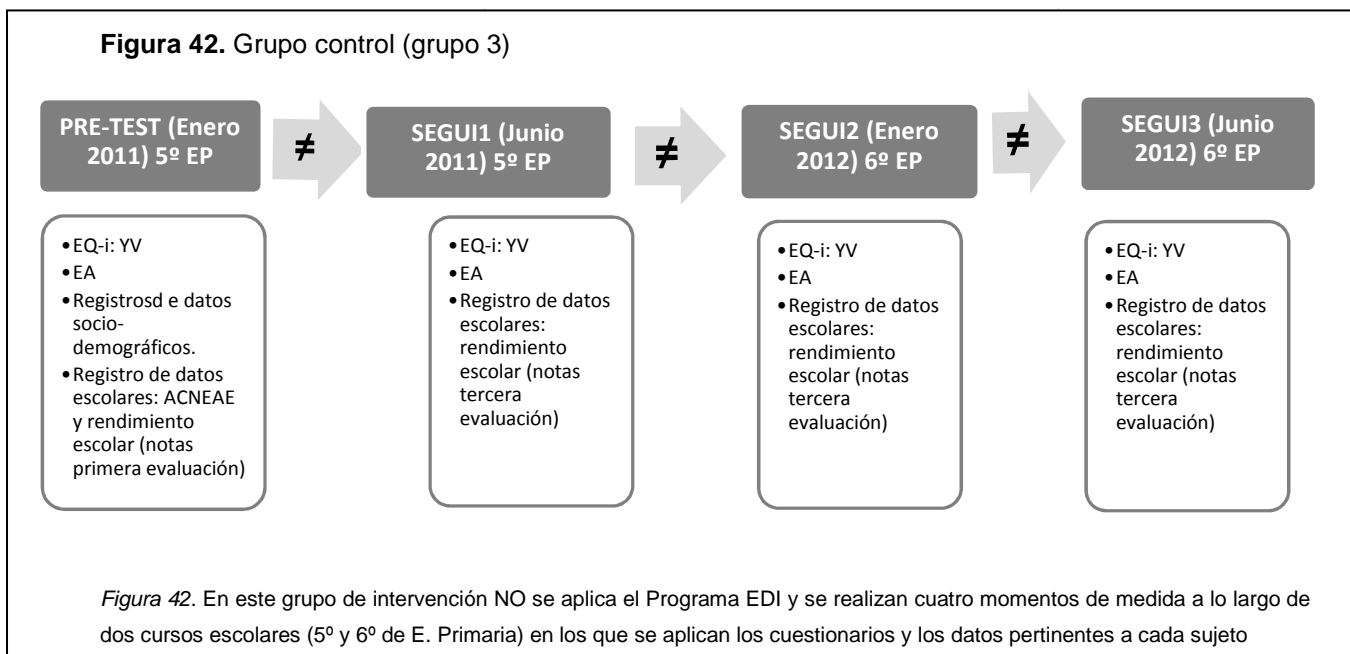 Figura 42. Grupo control (grupo 3)
PRE-TEST (Enero
2011) 5º EP
≠
SEGUI1 (Junio
2011) 5º EP
≠
SEGUI2 (Enero
2012) 6º EP
≠
SEGUI3 (Junio
2012) 6º EP
•EQ-i: YV
•EA
•Registrosd e datos
socio-
demográficos.
•Registro de datos
escolares: ACNEAE
y rendimiento
escolar (notas
primera evaluación)
•EQ-i: YV
•EA
•Registro de datos
escolares:
rendimiento
escolar (notas
tercera
evaluación)
•EQ-i: YV
•EA
•Registro de datos
escolares:
rendimiento
escolar (notas
tercera
evaluación)
•EQ-i: YV
•EA
•Registro de datos
escolares:
rendimiento
escolar (notas
tercera
evaluación)
Figura 42. En este grupo de intervención NO se aplica el Programa EDI y se realizan cuatro momentos de medida a lo largo de
dos cursos escolares (5º y 6º de E. Primaria) en los que se aplican los cuestionarios y los datos pertinentes a cada sujeto